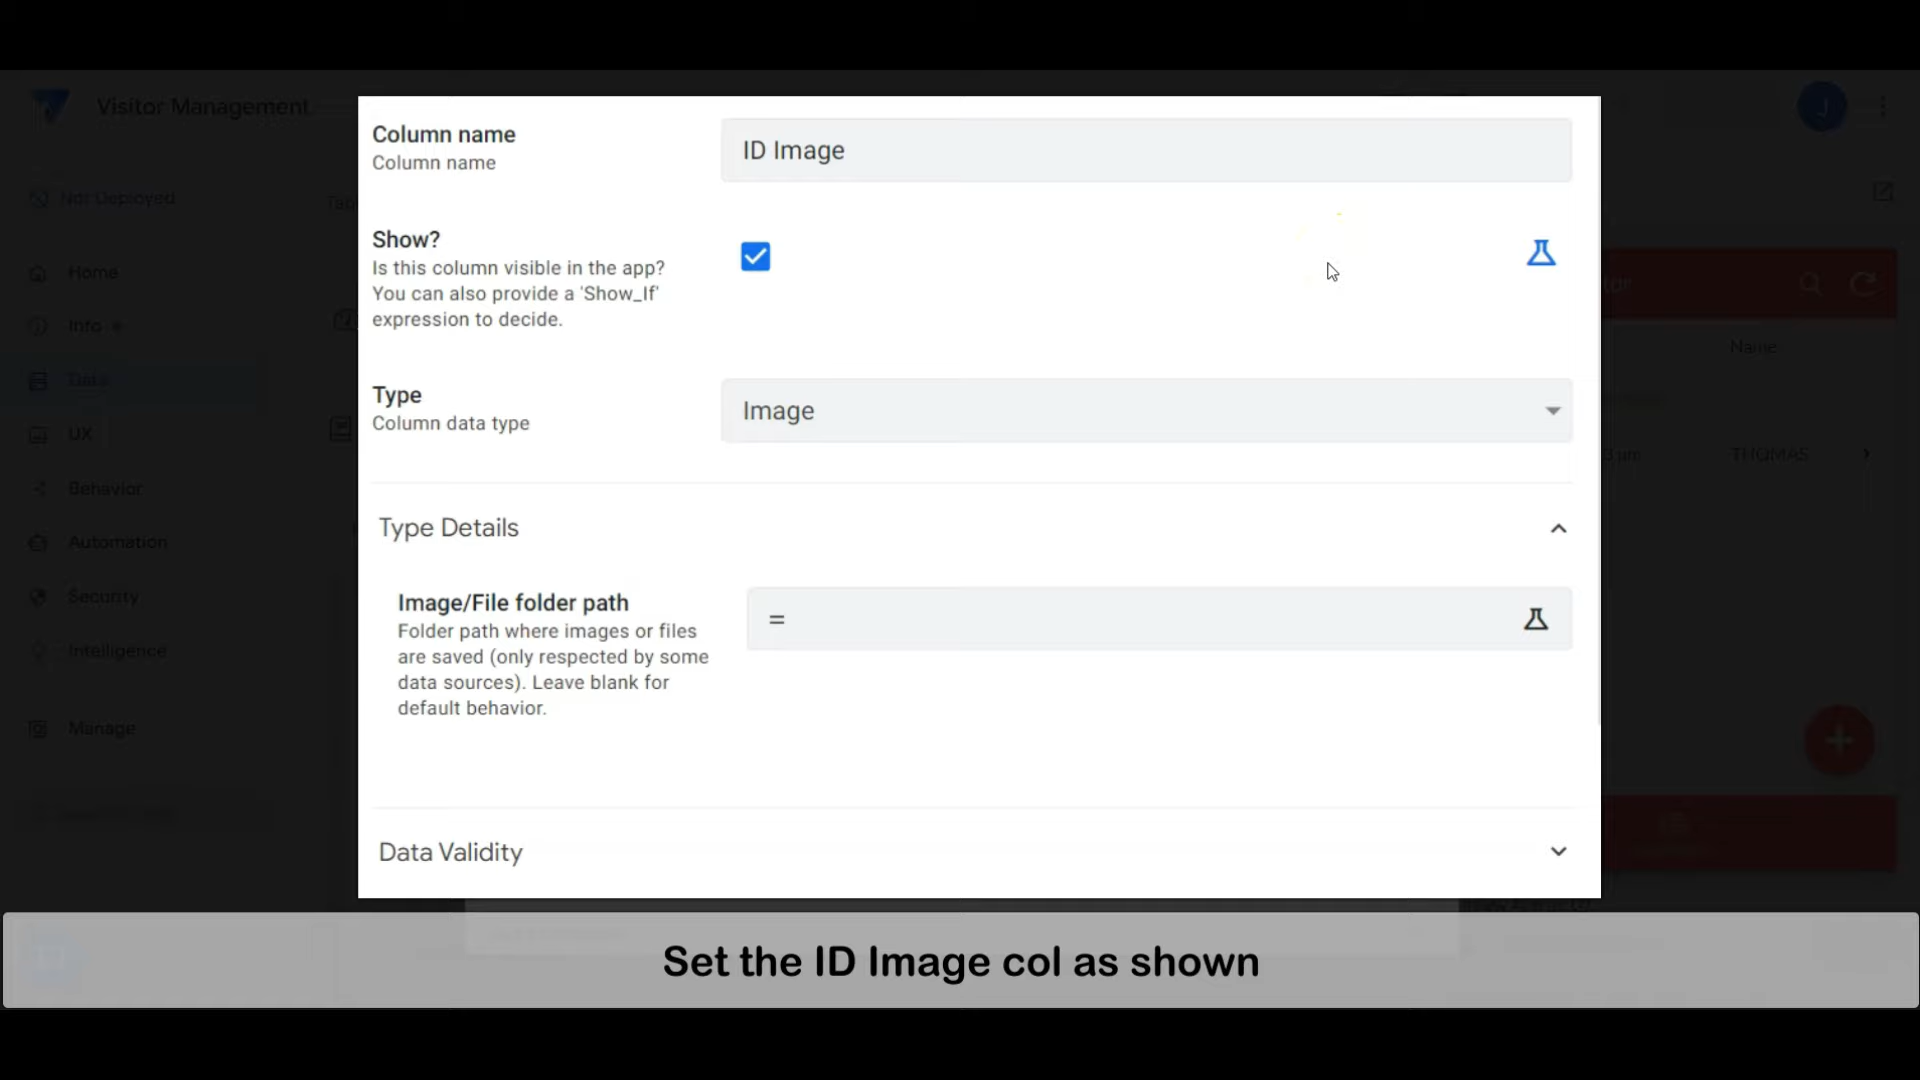 Visitor Management
J
Not Deployed
Home
Info
Data
UX
Behavior
Automation
Security
Intelligence
Manage
Column name
Column name
ID Image
Show?
Is this column visible in the app?
You can also provide a 'Show_If'
expression to decide.
Type
Column data type
Image
Type Details
Image/File folder path
Folder path where images or files
are saved (only respected by some
data sources). Leave blank for
default behavior.
=
Data Validity
Name
THOMAS
Set the ID Image col as shown